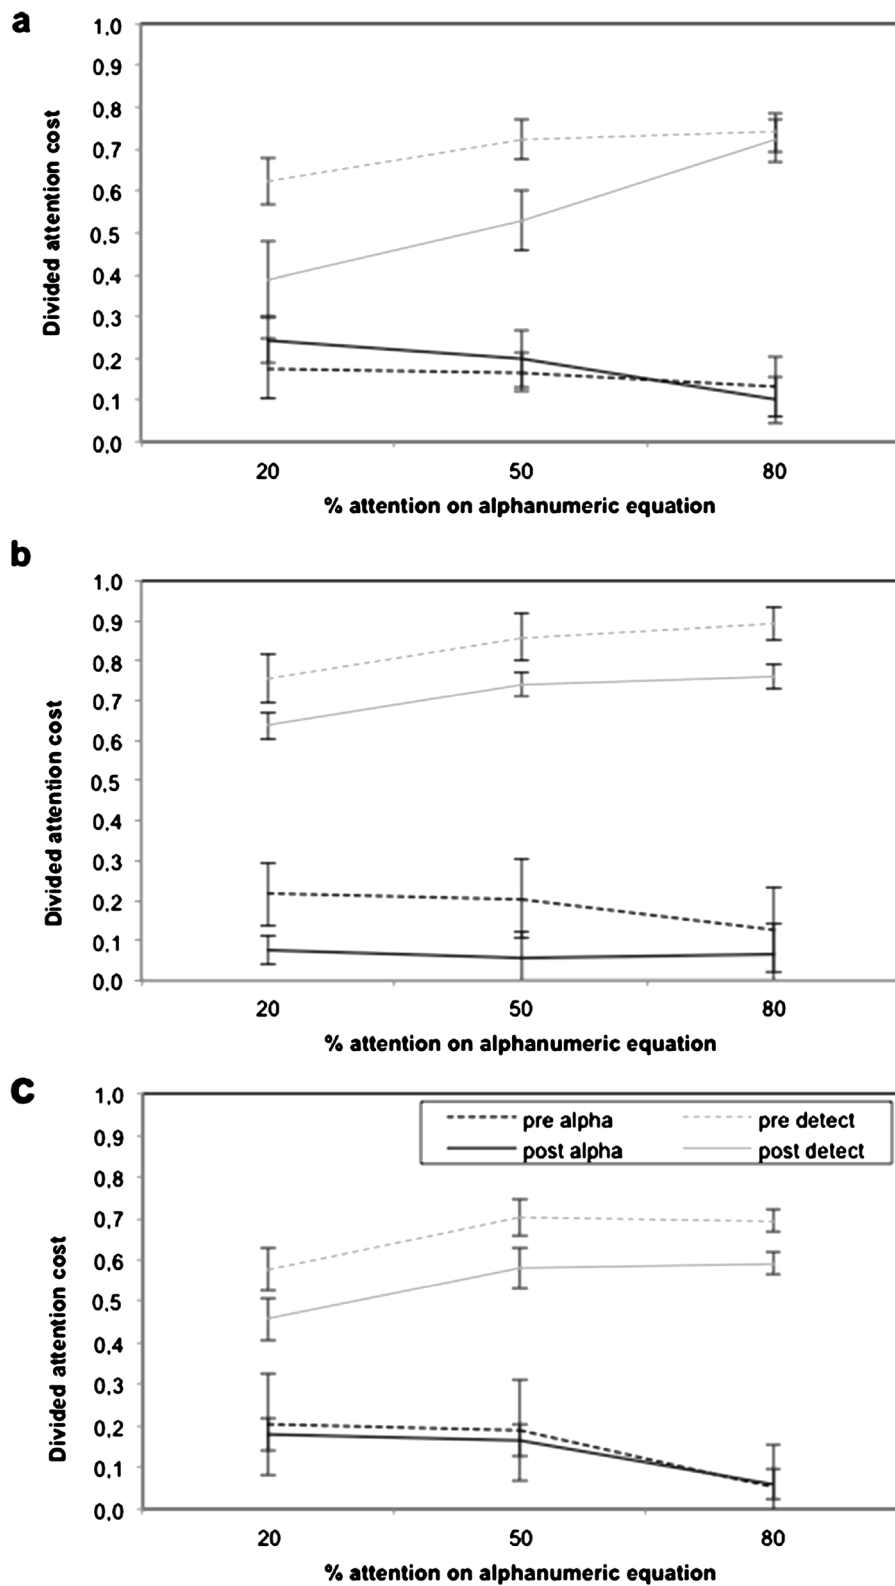 a
1.0
0.9
0.8
0.7
0.6
0.5
0.4
0.3
0.2
0.1
0.0
Divided attention cost
20 50 80
% attention on alphanumeric equation
b
1.0
0.9
0.8
0.7
0.6
0.5
0.4
0.3
0.2
0.1
0.0
Divided attention cost
20 50 80
% attention on alphanumeric equation
c
1.0
0.9
0.8
0.7
0.6
0.5
0.4
0.3
0.2
0.1
0.0
Divided attention cost
pre alpha pre detect
post alpha post detect
20 50 80
% attention on alphanumeric equation